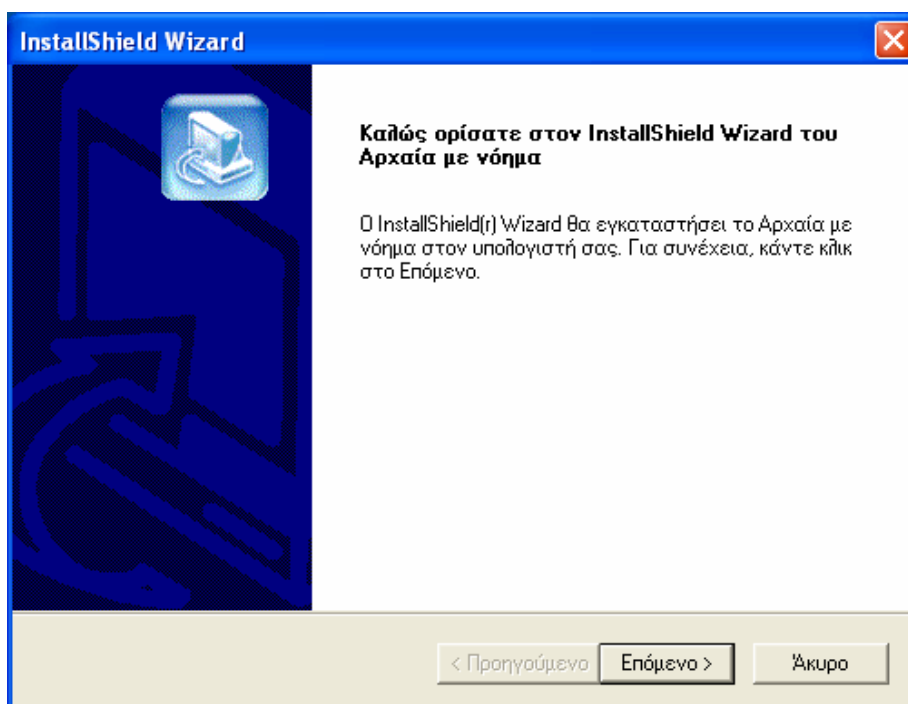 InstallShield Wizard
Καλώς ορίσατε στον InstallShield Wizard του
Αρχαία με νόημα
Ο InstallShield(r) Wizard θα εγκαταστήσει το Αρχαία με
νόημα στον υπολογιστή σας. Για συνέχεια, κάντε κλικ
στο Επόμενο.
< Προηγούμενο Επόμενο > Άκυρο